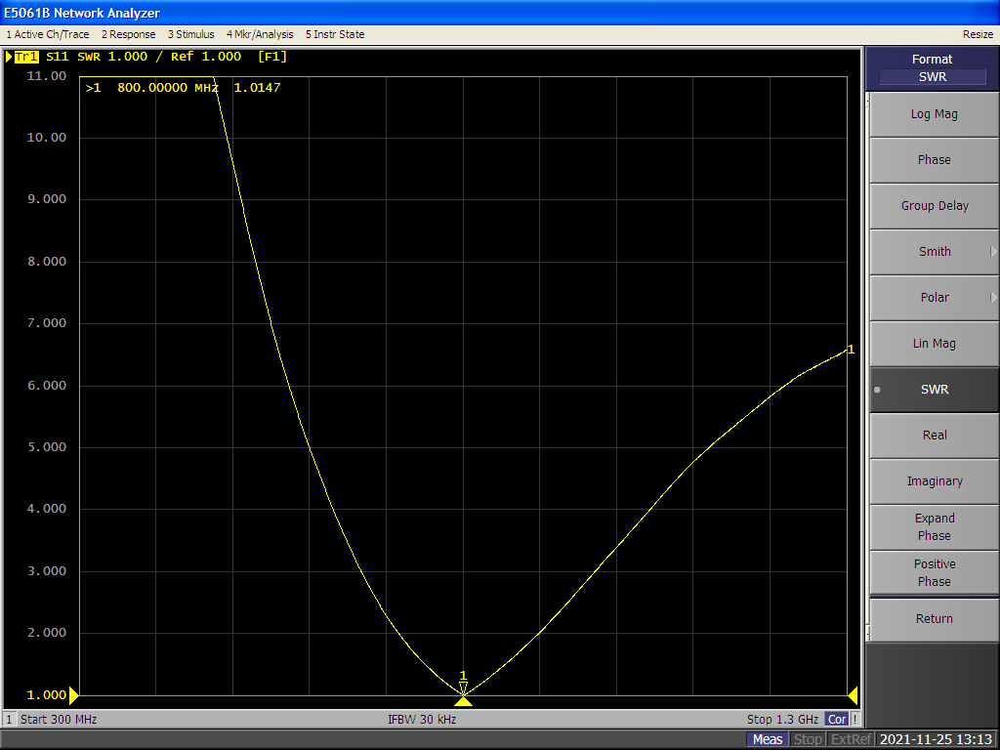 E5061B Network Analyzer
1 Active Ch/Trace 2 Response 3 Stimulus 4 Mkr/Analysis 5 Instr State Resize
Tr1 S11 SWR 1.000 / Ref 1.000 [F1]
11.00
>1 800.00000 MHz 1.0147
10.00
9.000
8.000
7.000
6.000
5.000
4.000
3.000
2.000
1.000
1
1
1 Start 300 MHz IFBW 30 kHz Stop 1.3 GHz Cor !
Format
SWR
Log Mag
Phase
Group Delay
Smith
Polar
Lin Mag
SWR
Real
Imaginary
Expand
Phase
Positive
Phase
Return
Meas Stop ExtRef 2021-11-25 13:13